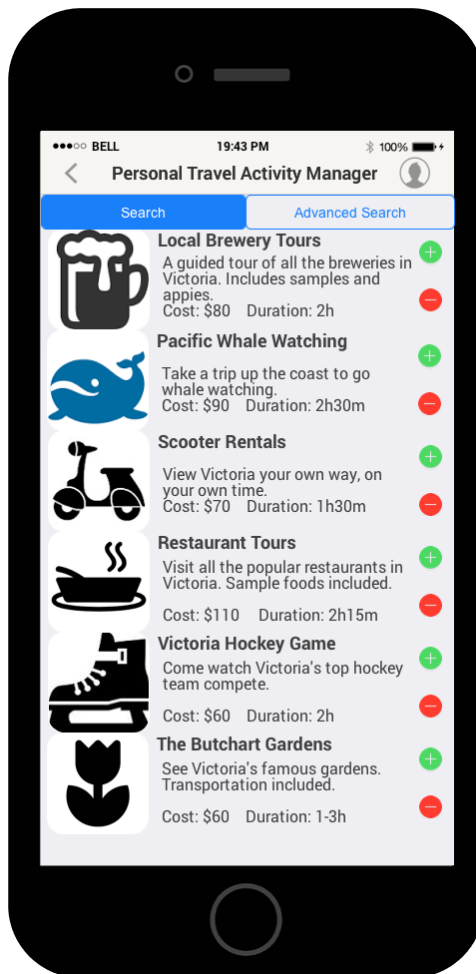 BELL 19:43 PM 100%
Personal Travel Activity Manager
Search Advanced Search
Local Brewery Tours
A guided tour of all the breweries in
Victoria. Includes samples and
appies.
Cost: $80 Duration: 2h
Pacific Whale Watching
Take a trip up the coast to go
whale watching.
Cost: $90 Duration: 2h30m
Scooter Rentals
View Victoria your own way, on
your own time.
Cost: $70 Duration: 1h30m
Restaurant Tours
Visit all the popular restaurants in
Victoria. Sample foods included.
Cost: $110 Duration: 2h15m
Victoria Hockey Game
Come watch Victoria's top hockey
team compete.
Cost: $60 Duration: 2h
The Butchart Gardens
See Victoria's famous gardens.
Transportation included.
Cost: $60 Duration: 1-3h